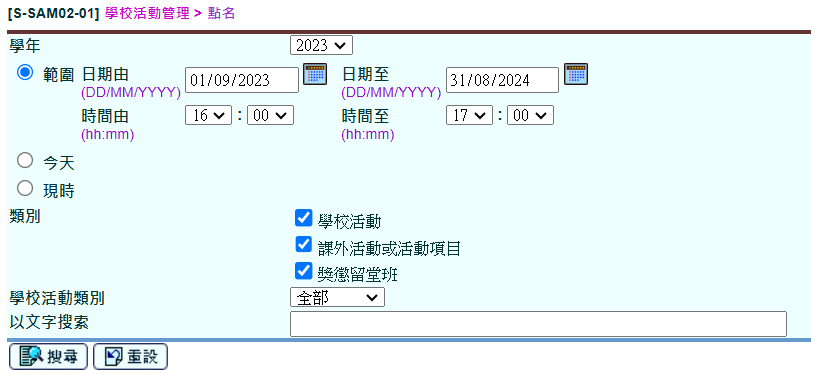 [S-SAM02-01] 學校活動管理 > 點名
學年 2023
範圍 日期由 01/09/2023 日期至 31/08/2024
(DD/MM/YYYY) (DD/MM/YYYY)
時間由 16 : 00 時間至 17 : 00
(hh:mm) (hh:mm)
今天
現時
類別 學校活動
課外活動或活動項目
獎懲留堂班
學校活動類別 全部
以文字搜索
搜尋 重設